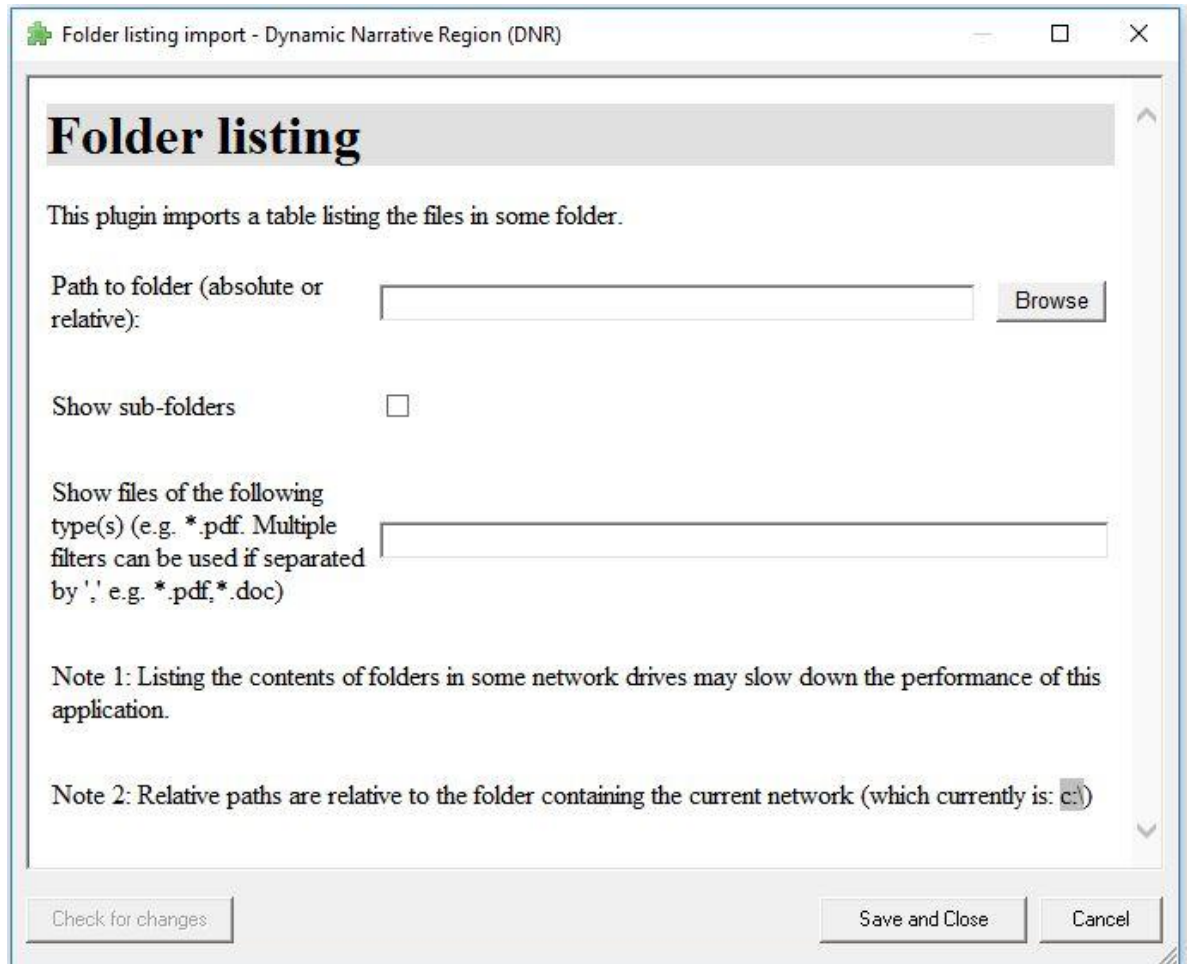 Folder listing import - Dynamic Narrative Region (DNR)
Folder listing
This plugin imports a table listing the files in some folder.
Path to folder (absolute or
relative):
Browse
Show sub-folders
Show files of the following
type(s) (e.g. *.pdf. Multiple
filters can be used if separated
by ',' e.g. *.pdf,*.doc)
Note 1: Listing the contents of folders in some network drives may slow down the performance of this
application.
Note 2: Relative paths are relative to the folder containing the current network (which currently is: c:\)
Check for changes
Save and Close
Cancel